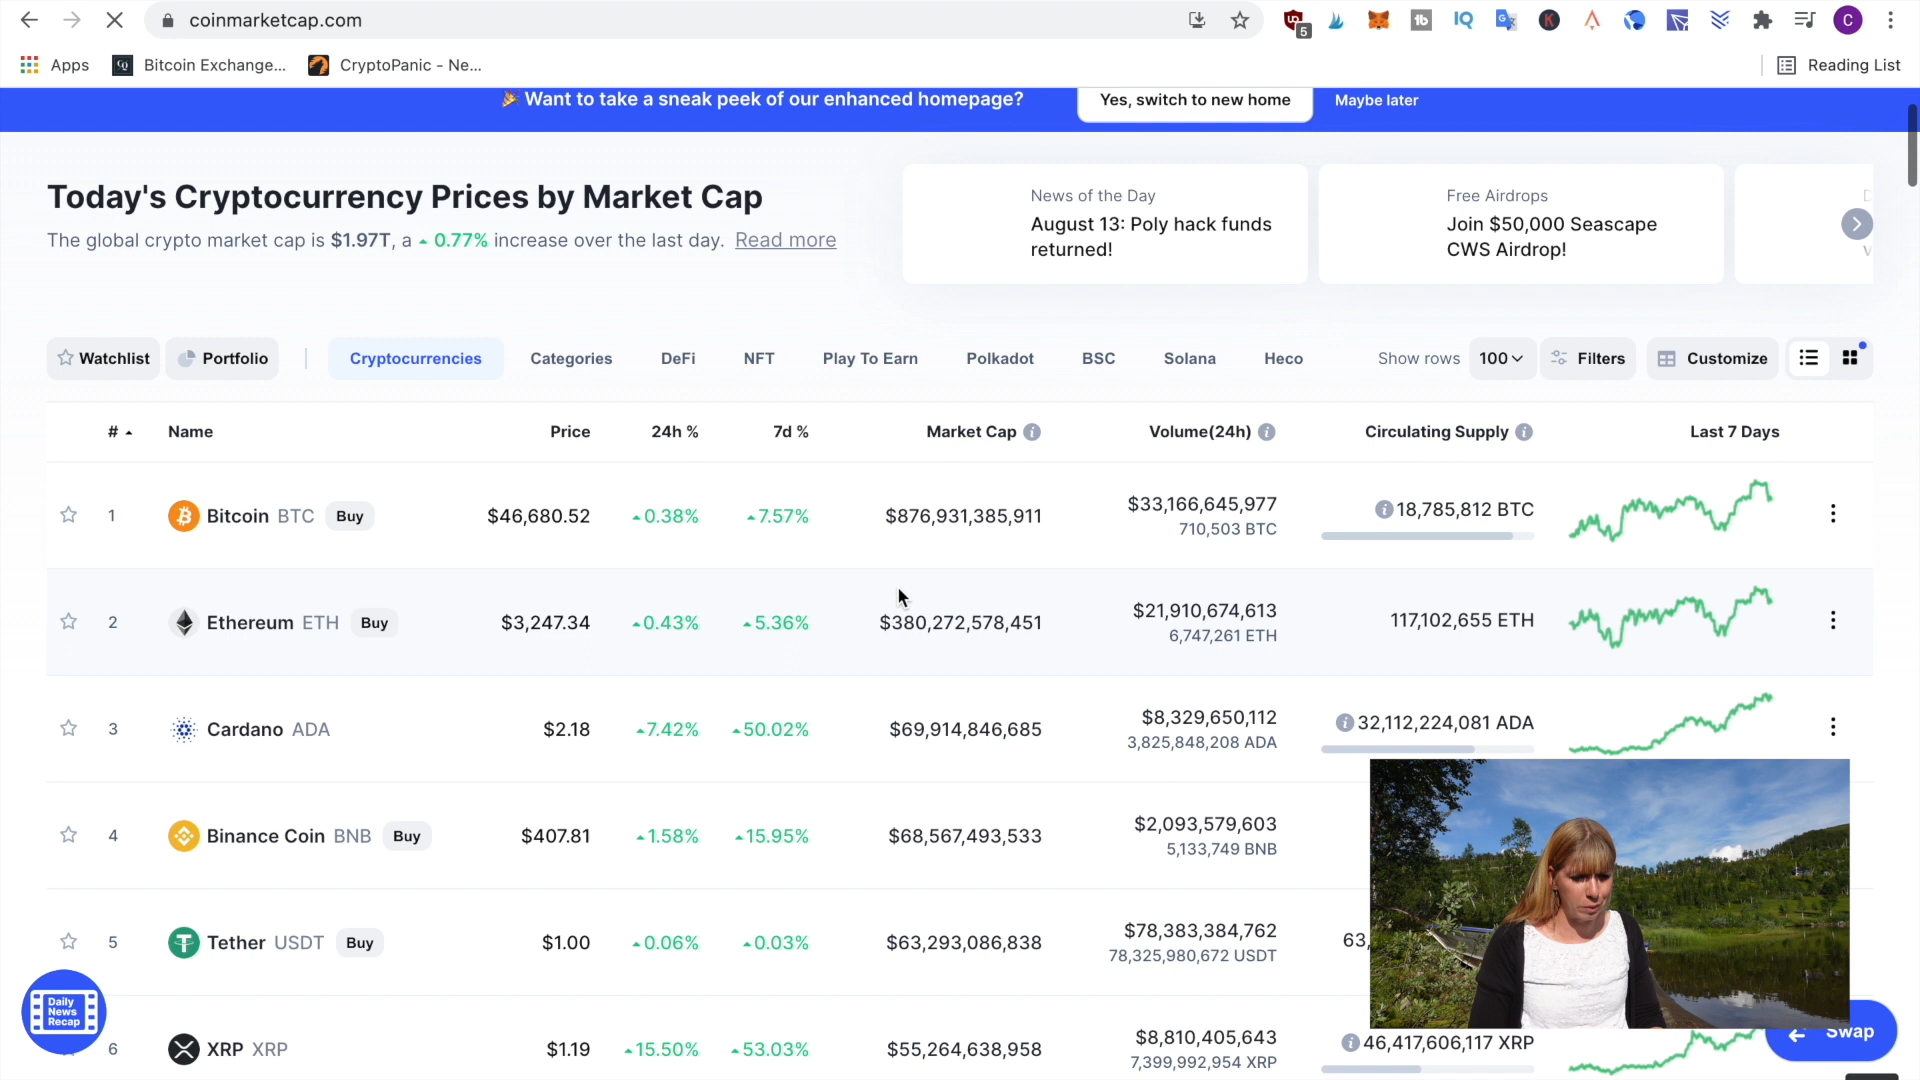 coinmarketcap.com
5
tb
IQ
K
C
Apps
Bitcoin Exchange...
CryptoPanic - Ne...
Reading List
Want to take a sneak peek of our enhanced homepage?
Yes, switch to new home
Maybe later
Today's Cryptocurrency Prices by Market Cap
The global crypto market cap is $1.97T, a 0.77% increase over the last day. Read more
News of the Day
August 13: Poly hack funds
returned!
Free Airdrops
Join $50,000 Seascape
CWS Airdrop!
Watchlist
Portfolio
Cryptocurrencies
Categories
DeFi
NFT
Play To Earn
Polkadot
BSC
Solana
Heco
Show rows
100
Filters
Customize
# Name Price 24h % 7d % Market Cap Volume(24h) Circulating Supply Last 7 Days
1 Bitcoin BTC Buy $46,680.52 0.38% 7.57% $876,931,385,911 $33,166,645,977 18,785,812 BTC
710,503 BTC
2 Ethereum ETH Buy $3,247.34 0.43% 5.36% $380,272,578,451 $21,910,674,613 117,102,655 ETH
6,747,261 ETH
3 Cardano ADA $2.18 7.42% 50.02% $69,914,846,685 $8,329,650,112 32,112,224,081 ADA
3,825,848,208 ADA
4 Binance Coin BNB Buy $407.81 1.58% 15.95% $68,567,493,533 $2,093,579,603
5,133,749 BNB
5 Tether USDT Buy $1.00 0.06% 0.03% $63,293,086,838 $78,383,384,762 63,
78,325,980,672 USDT
6 XRP XRP $1.19 15.50% 53.03% $55,264,638,958 $8,810,405,643 46,417,606,117 XRP
7,399,992,954 XRP
Daily
News
Recap
Swap